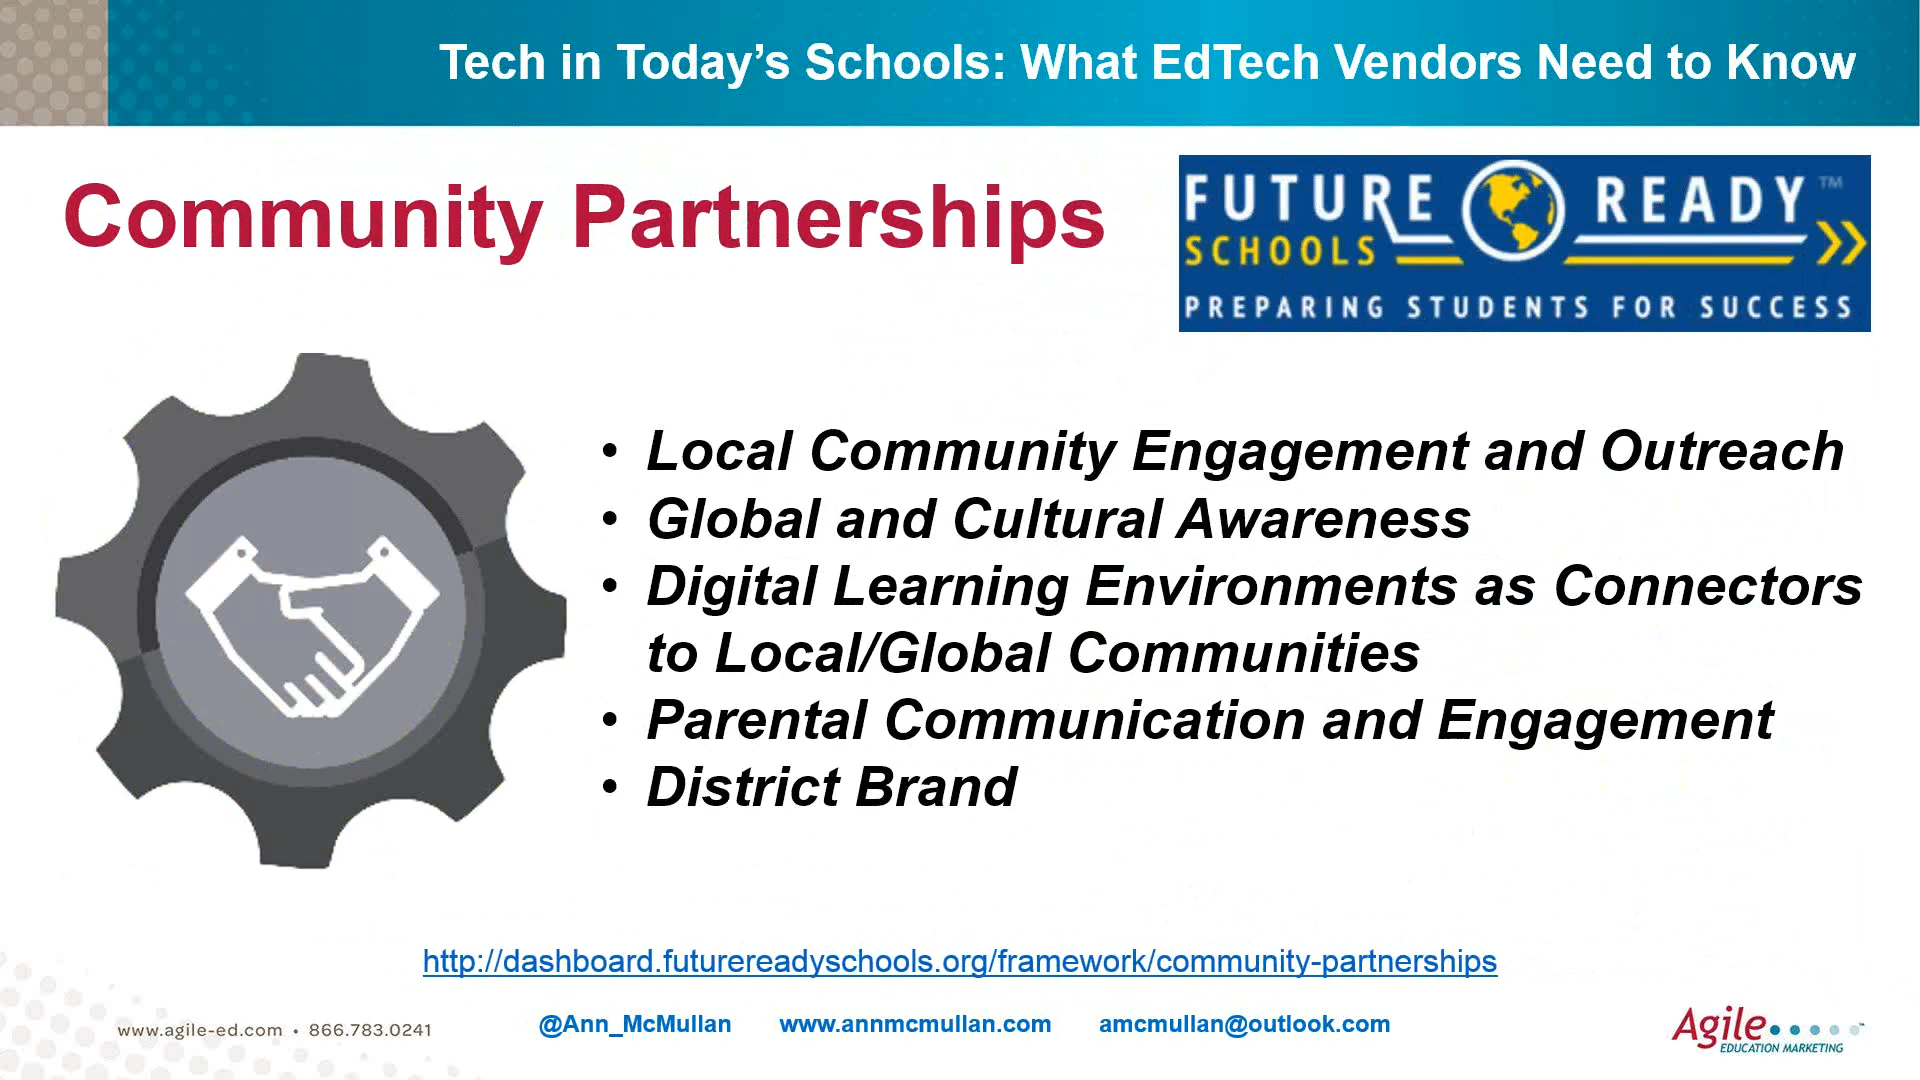 Tech in Today’s Schools: What EdTech Vendors Need to Know
Community Partnerships
FUTURE READY™
SCHOOLS
PREPARING STUDENTS FOR SUCCESS
• Local Community Engagement and Outreach
• Global and Cultural Awareness
• Digital Learning Environments as Connectors
to Local/Global Communities
• Parental Communication and Engagement
• District Brand
http://dashboard.futurereadyschools.org/framework/community-partnerships
www.agile-ed.com • 866.783.0241
@Ann_McMullan www.annmcmullan.com amcmullan@outlook.com
Agile™
EDUCATION MARKETING